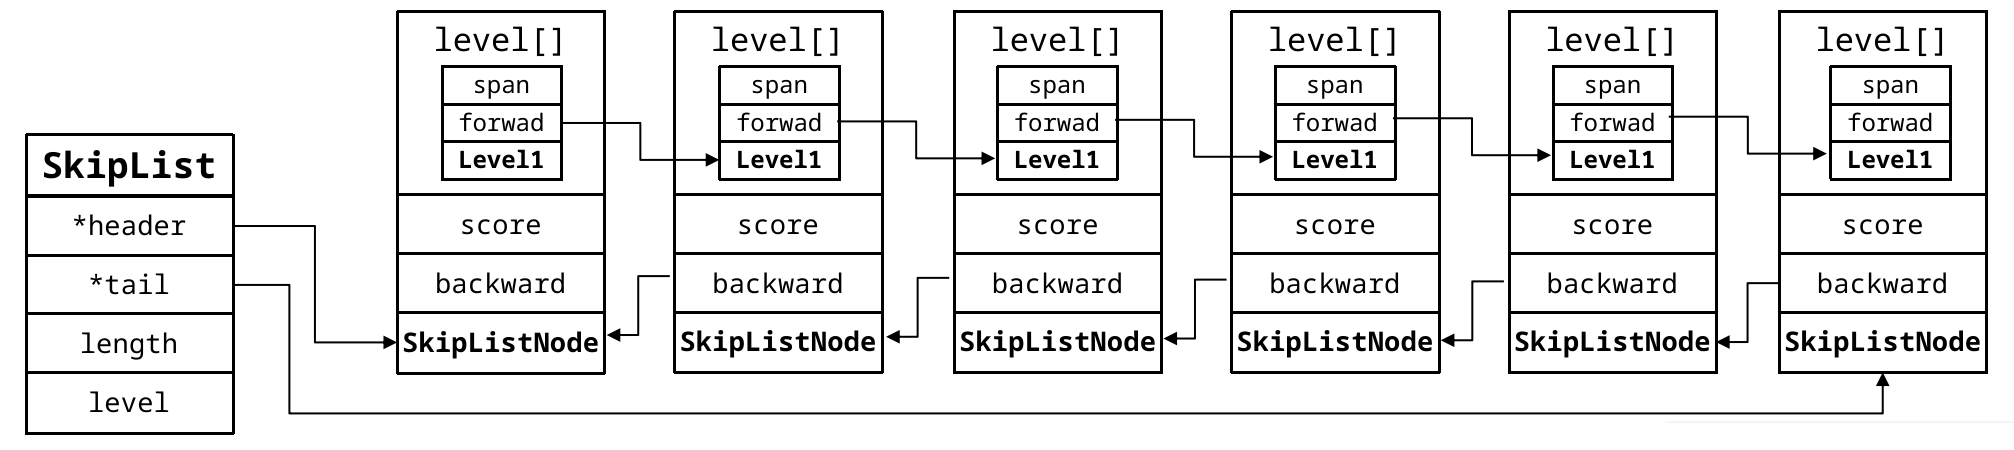 SkipList
*header
*tail
length
level
level[]
span
forwad
Level1
score
backward
SkipListNode
level[]
span
forwad
Level1
score
backward
SkipListNode
level[]
span
forwad
Level1
score
backward
SkipListNode
level[]
span
forwad
Level1
score
backward
SkipListNode
level[]
span
forwad
Level1
score
backward
SkipListNode
level[]
span
forwad
Level1
score
backward
SkipListNode